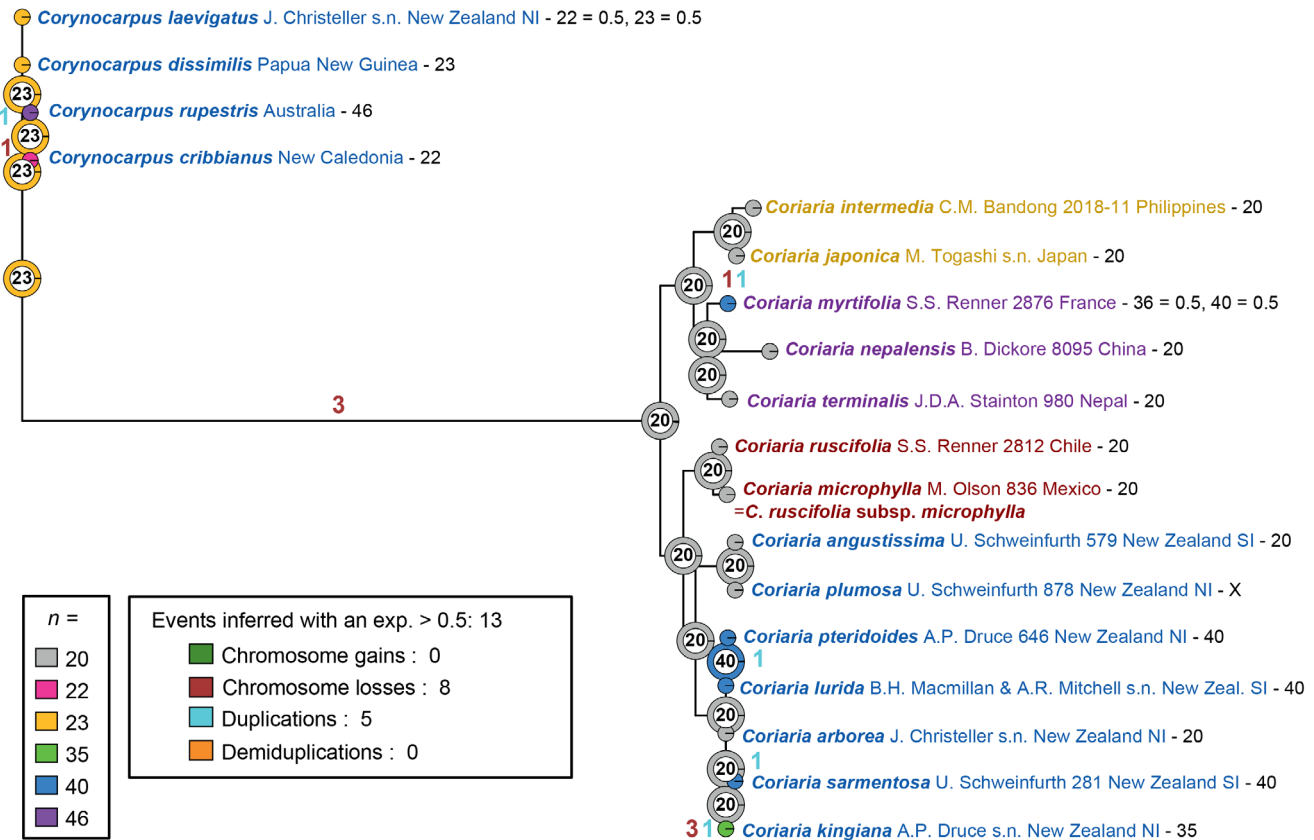 Corynocarpus laevigatus J. Christeller s.n. New Zealand NI - 22 = 0.5, 23 = 0.5
Corynocarpus dissimilis Papua New Guinea - 23
23
Corynocarpus rupestris Australia - 46
1
23
1
Corynocarpus cribbianus New Caledonia - 22
23
Coriaria intermedia C.M. Bandong 2018-11 Philippines - 20
20
Coriaria japonica M. Togashi s.n. Japan - 20
23
20
11
Coriaria myrtifolia S.S. Renner 2876 France - 36 = 0.5, 40 = 0.5
20
Coriaria nepalensis B. Dickore 8095 China - 20
20
Coriaria terminalis J.D.A. Stainton 980 Nepal - 20
3
20
Coriaria ruscifolia S.S. Renner 2812 Chile - 20
20
Coriaria microphylla M. Olson 836 Mexico - 20
=C. ruscifolia subsp. microphylla
Coriaria angustissima U. Schweinfurth 579 New Zealand SI - 20
20
20
Coriaria plumosa U. Schweinfurth 878 New Zealand NI - X
20
Coriaria pteridoides A.P. Druce 646 New Zealand NI - 40
40
1
Coriaria lurida B.H. Macmillan & A.R. Mitchell s.n. New Zeal. SI - 40
20
Coriaria arborea J. Christeller s.n. New Zealand NI - 20
20
1
Coriaria sarmentosa U. Schweinfurth 281 New Zealand SI - 40
20
31
Coriaria kingiana A.P. Druce s.n. New Zealand NI - 35
n =
20
22
23
35
40
46
Events inferred with an exp. > 0.5: 13
Chromosome gains : 0
Chromosome losses : 8
Duplications : 5
Demiduplications : 0